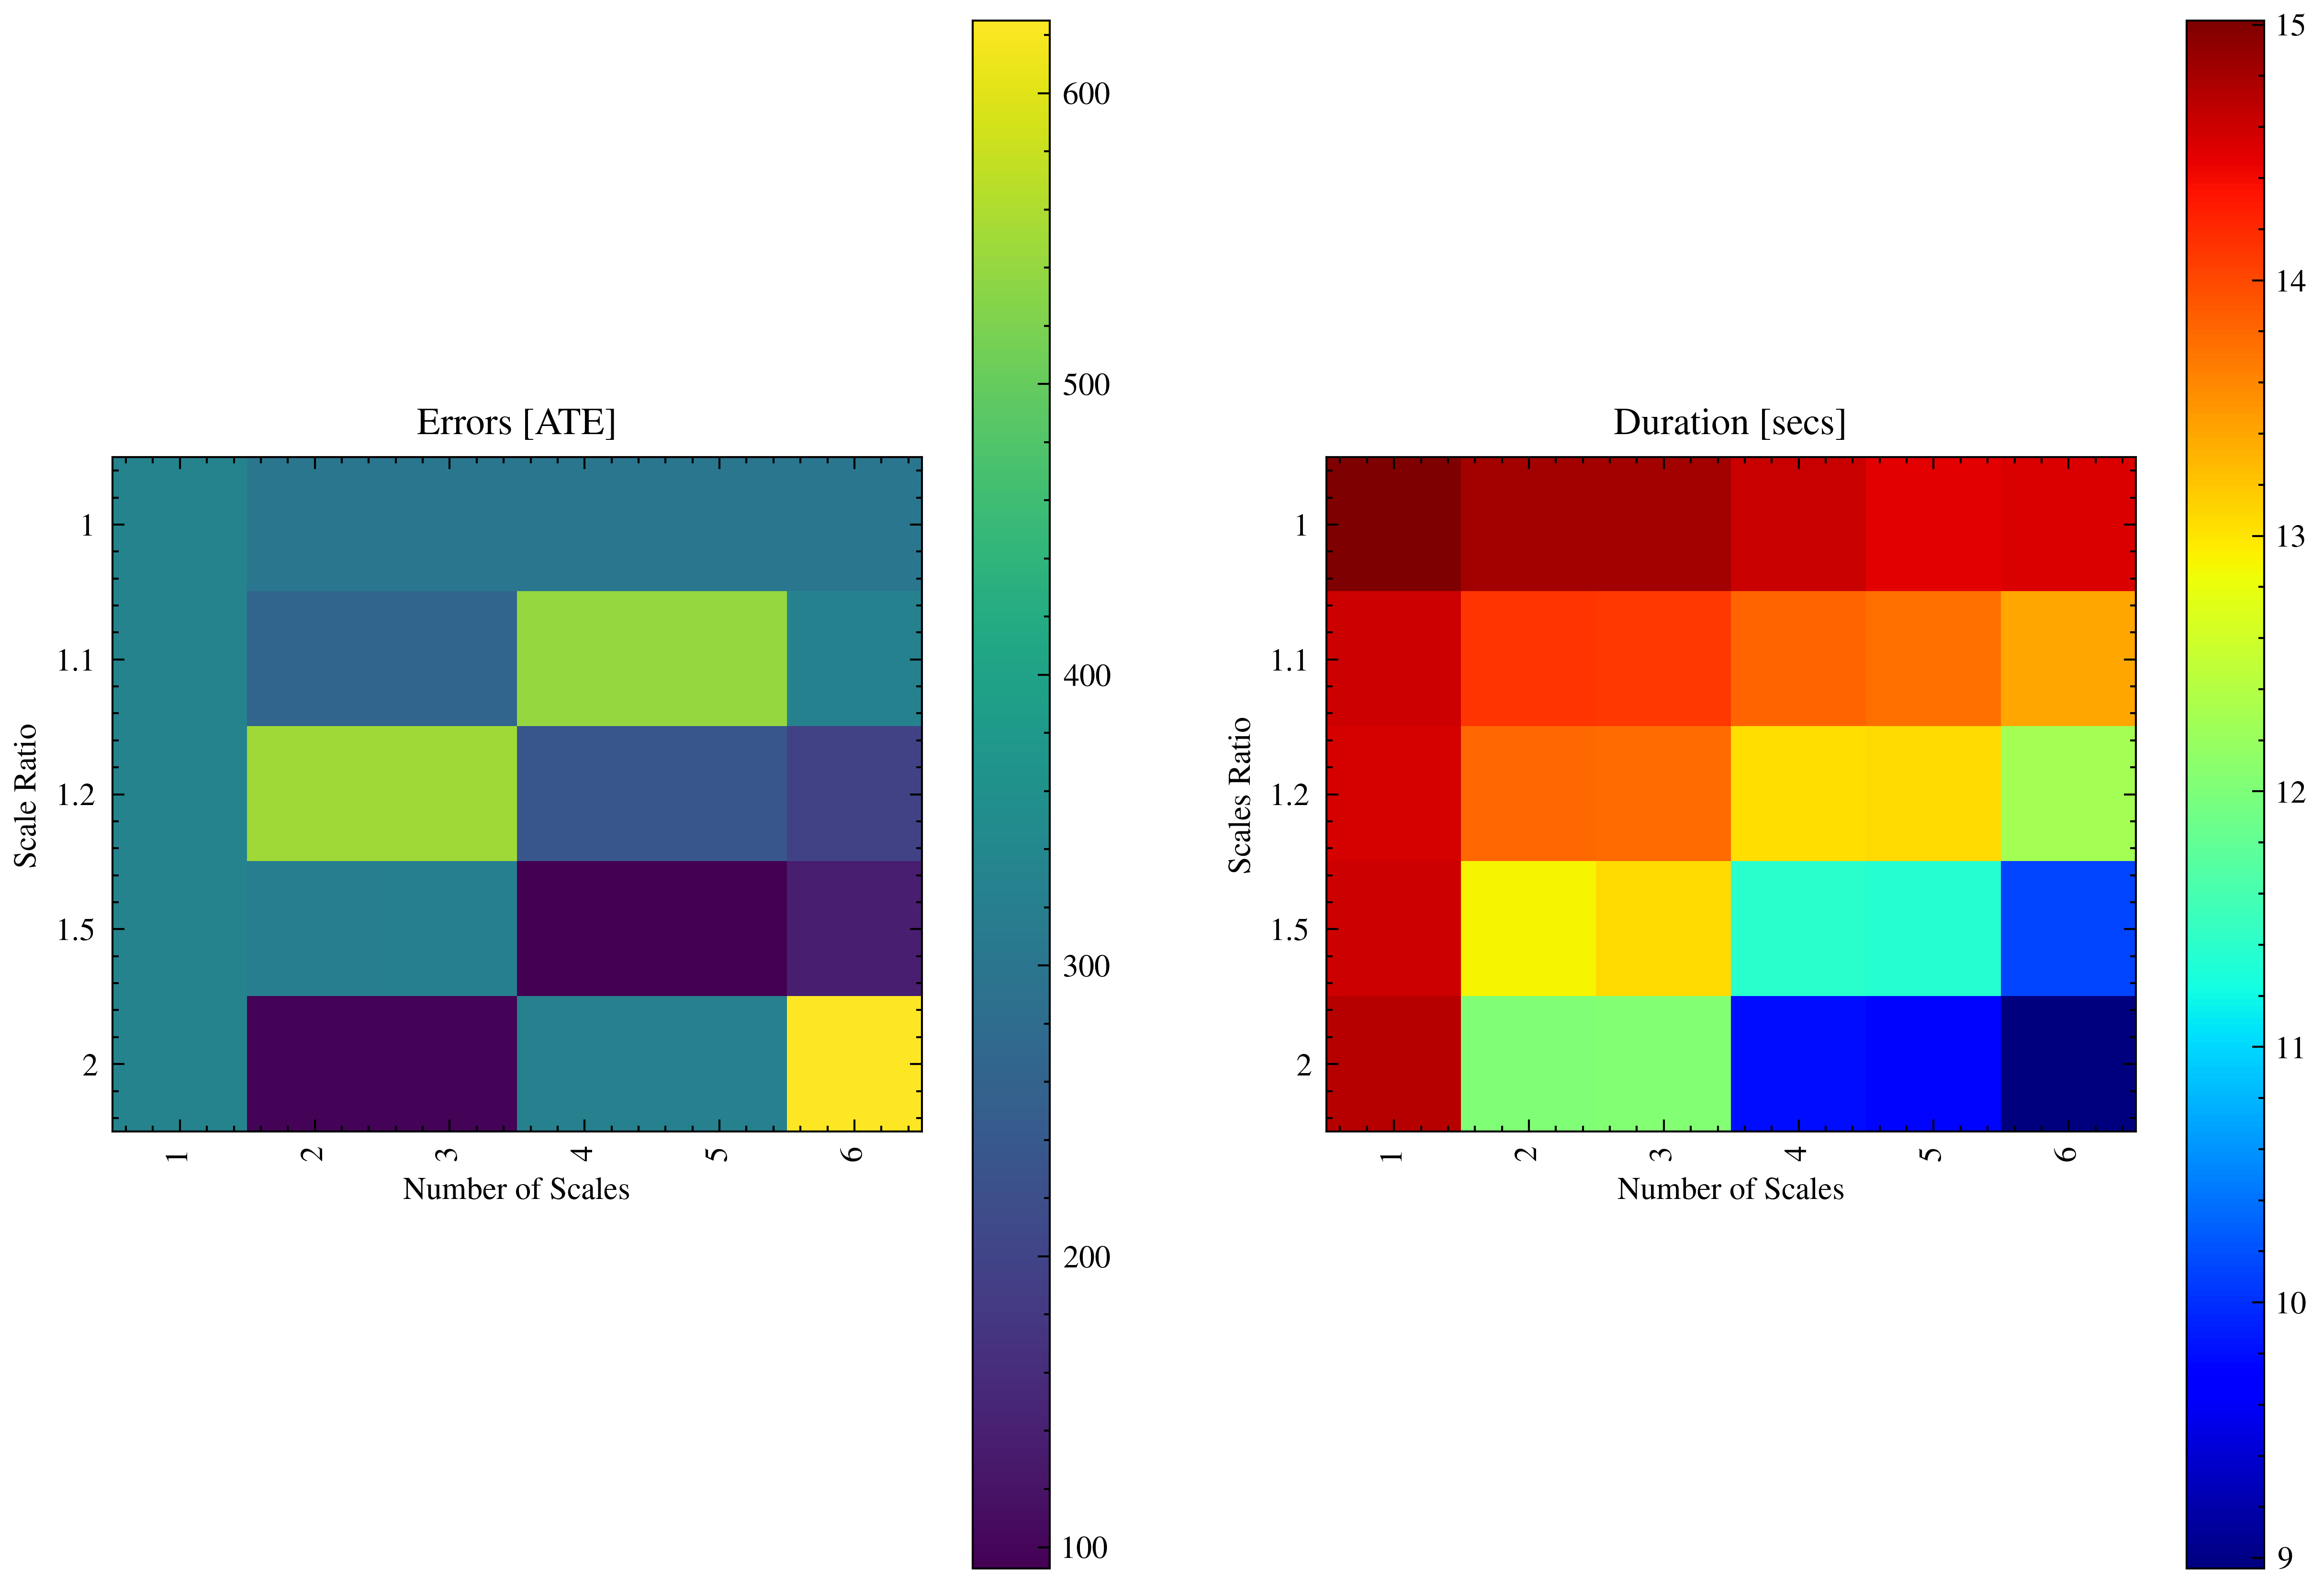 Errors [ATE]
Scale Ratio
1
1.1
1.2
1.5
2
1 2 3 4 5 6
Number of Scales
600
500
400
300
200
100
Duration [secs]
Scales Ratio
1
1.1
1.2
1.5
2
1 2 3 4 5 6
Number of Scales
15
14
13
12
11
10
9